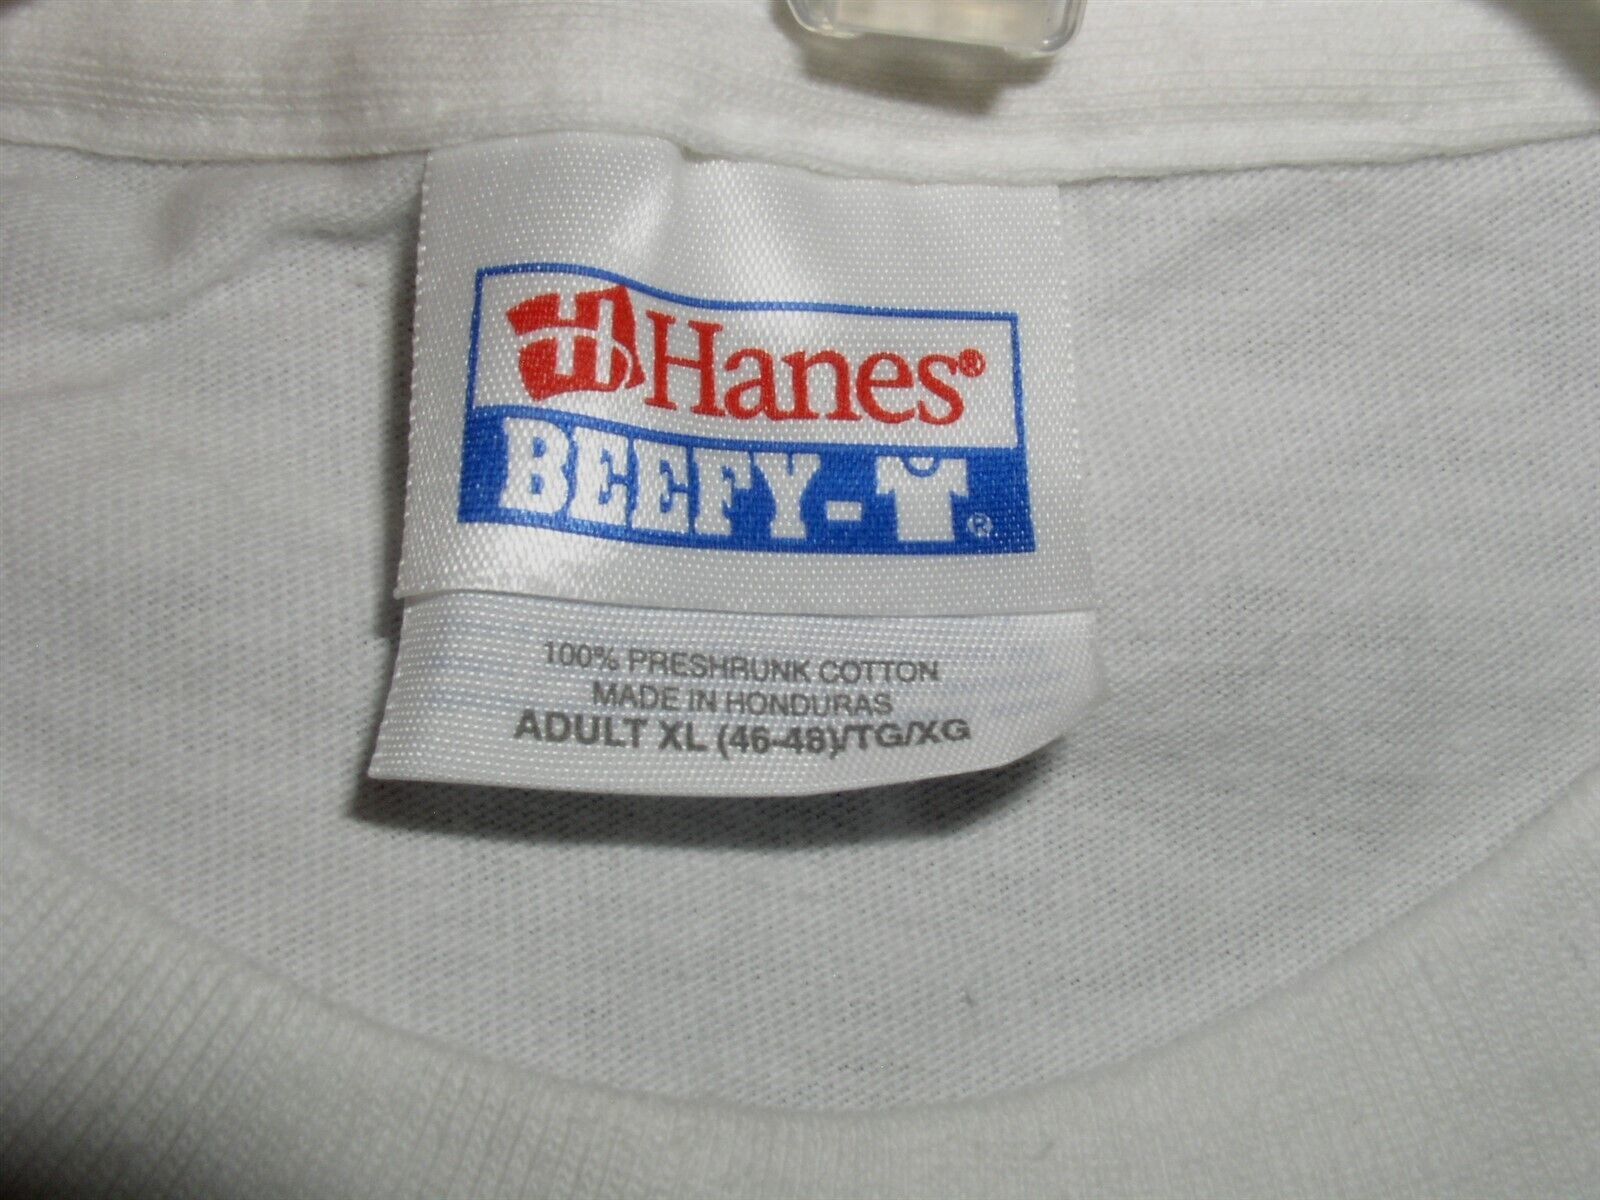 Hanes®
BEEFY-T®
100% PRESHRUNK COTTON
MADE IN HONDURAS
ADULT XL (46-48)/TG/XG